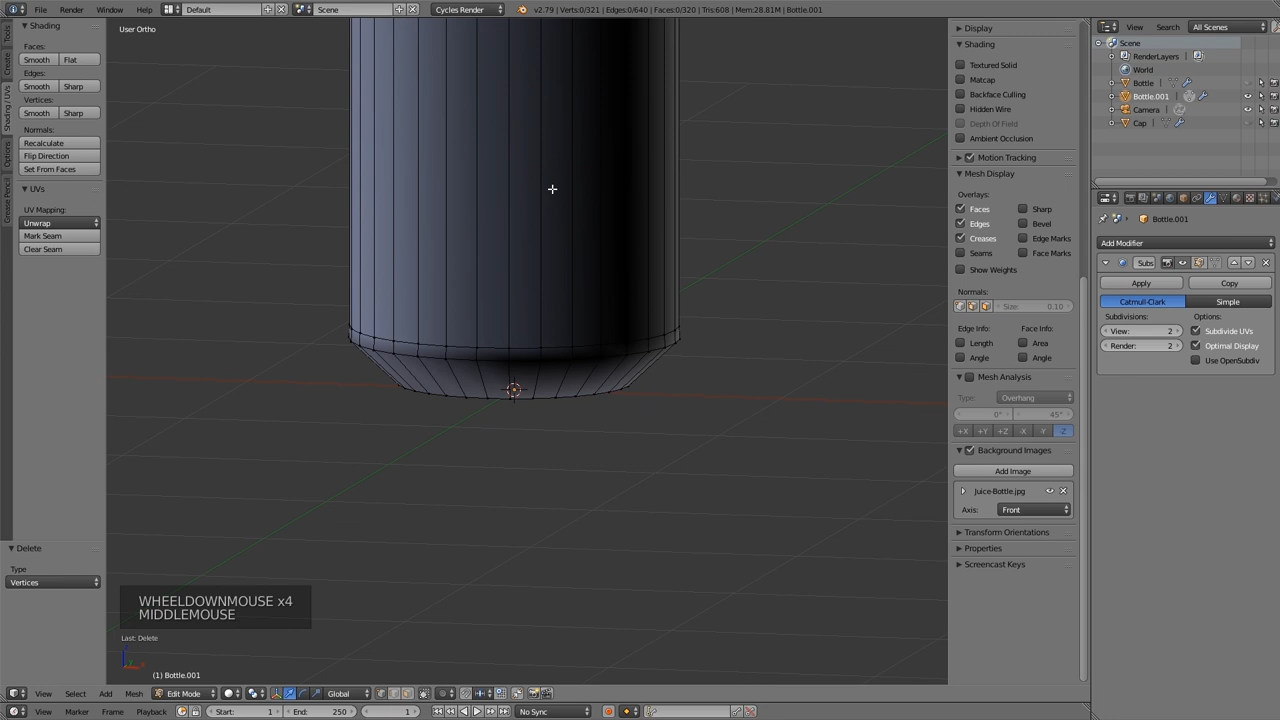 File Render Window Help Default Scene Cycles Render v2.79 | Verts:0/321 | Edges:0/640 | Faces:0/320 | Tris:608 | Mem:28.81M | Bottle.001
Tools
Create
Shading / UVs
Options
Grease Pencil
Shading
Faces:
Smooth Flat
Edges:
Smooth Sharp
Vertices:
Smooth Sharp
Normals:
Recalculate
Flip Direction
Set From Faces
UVs
UV Mapping:
Unwrap
Mark Seam
Clear Seam
Delete
Type
Vertices
User Ortho
WHEELDOWNMOUSE x4
MIDDLEMOUSE
Last: Delete
(1) Bottle.001
Display
Shading
Textured Solid
Matcap
Backface Culling
Hidden Wire
Depth Of Field
Ambient Occlusion
Motion Tracking
Mesh Display
Overlays:
Faces Sharp
Edges Bevel
Creases Edge Marks
Seams Face Marks
Show Weights
Normals:
Size: 0.10
Edge Info: Face Info:
Length Area
Angle Angle
Mesh Analysis
Type: Overhang
0° 45°
+X +Y +Z -X -Y -Z
Background Images
Add Image
Juice-Bottle.jpg
Axis: Front
Transform Orientations
Properties
Screencast Keys
View Search All Scenes
Scene
RenderLayers
World
Bottle
Bottle.001
Camera
Cap
Bottle.001
Add Modifier
Subs
Apply Copy
Catmull-Clark Simple
Subdivisions: Options:
View: 2 Subdivide UVs
Render: 2 Optimal Display
Use OpenSubdiv
View Select Add Mesh Edit Mode Global
View Marker Frame Playback Start: 1 End: 250 1 No Sync